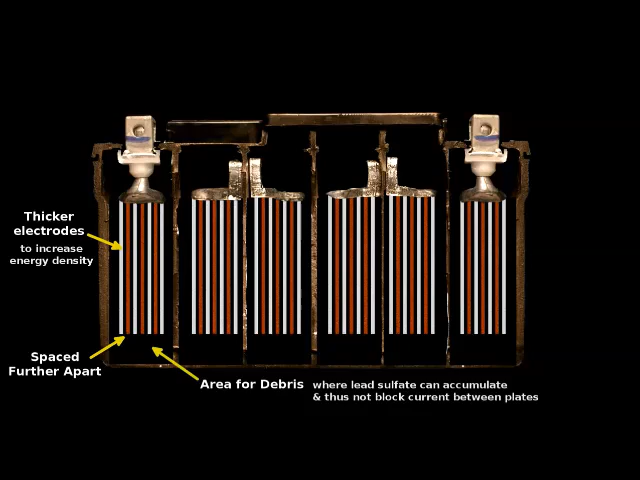 Thicker
electrodes
to increase
energy density
Spaced
Further Apart
Area for Debris where lead sulfate can accumulate
& thus not block current between plates